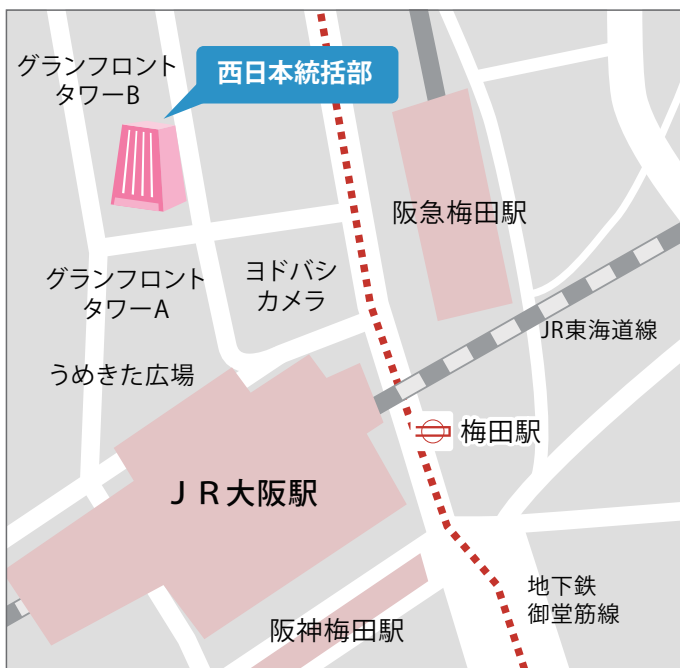 グランフロント
タワーB
西日本統括部
阪急梅田駅
グランフロント
タワーA
ヨドバシ
カメラ
JR東海道線
うめきた広場
梅田駅
ＪＲ大阪駅
地下鉄
御堂筋線
阪神梅田駅